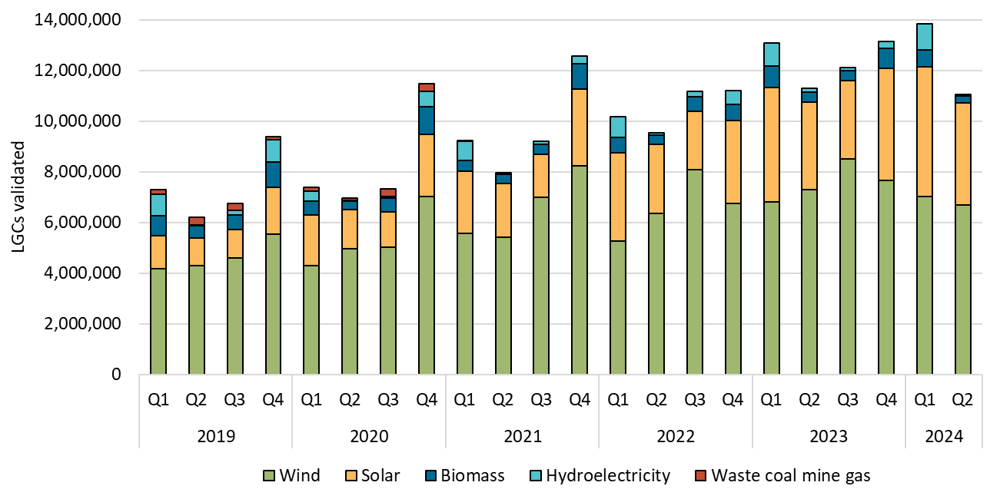 LGCs validated
14,000,000
12,000,000
10,000,000
8,000,000
6,000,000
4,000,000
2,000,000
0
Q1 Q2 Q3 Q4 Q1 Q2 Q3 Q4 Q1 Q2 Q3 Q4 Q1 Q2 Q3 Q4 Q1 Q2 Q3 Q4 Q1 Q2
2019 2020 2021 2022 2023 2024
Wind Solar Biomass Hydroelectricity Waste coal mine gas